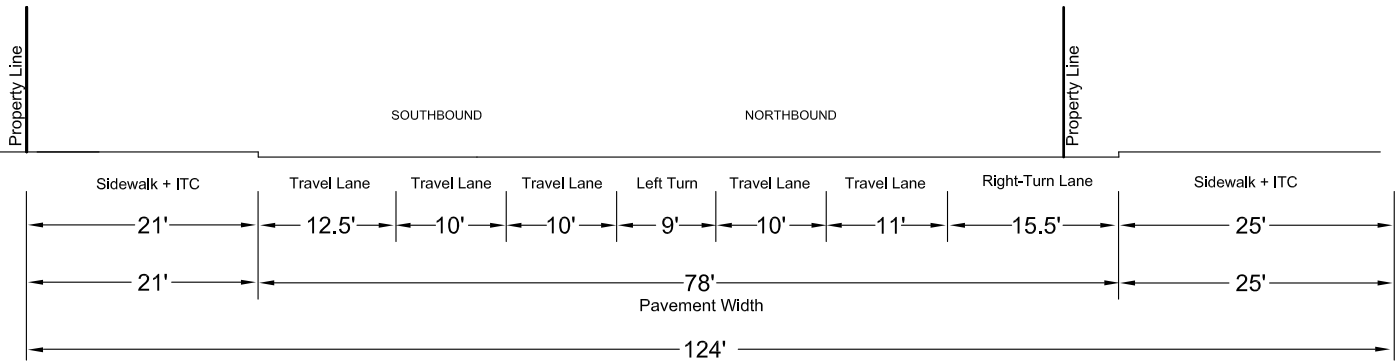 Property Line
Property Line
SOUTHBOUND
NORTHBOUND
Sidewalk + ITC
Travel Lane
Travel Lane
Travel Lane
Left Turn
Travel Lane
Travel Lane
Right-Turn Lane
Sidewalk + ITC
21'
12.5'
10'
10'
9'
10'
11'
15.5'
25'
21'
78'
25'
Pavement Width
124'